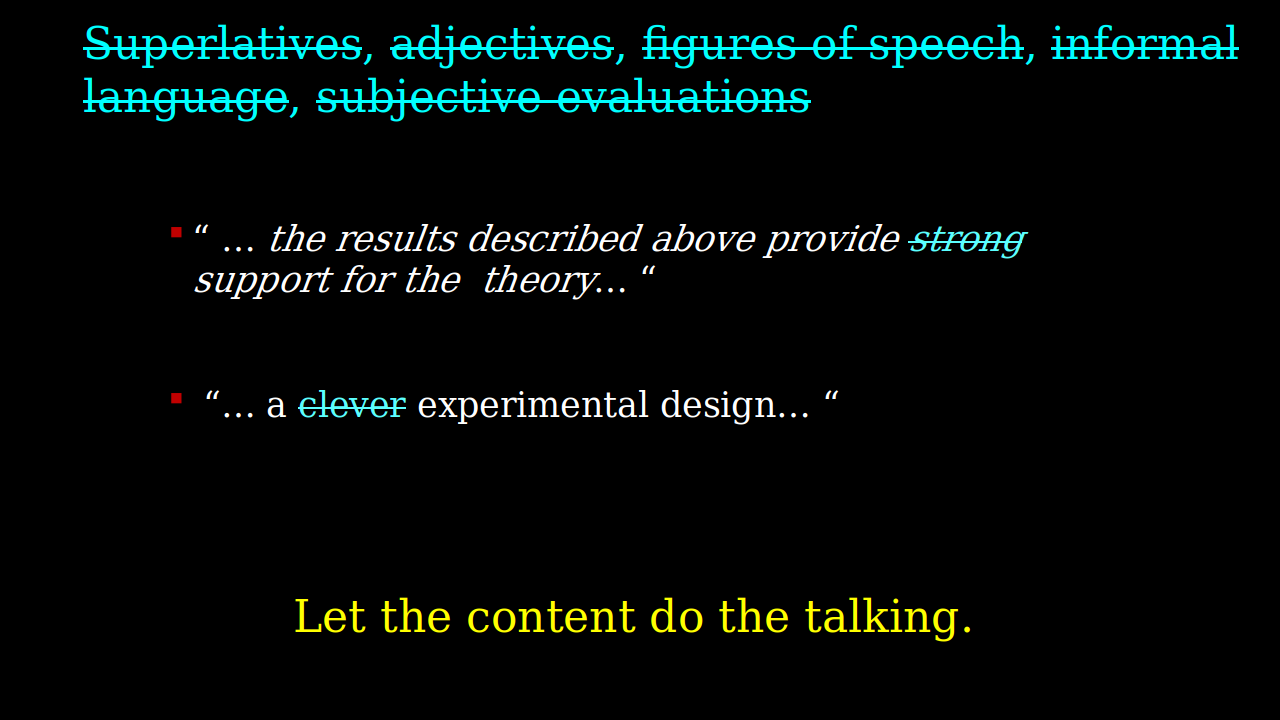 Superlatives, adjectives, figures of speech, informal
language, subjective evaluations
“ … the results described above provide strong
support for the  theory… “
“… a clever experimental design… “
Let the content do the talking.